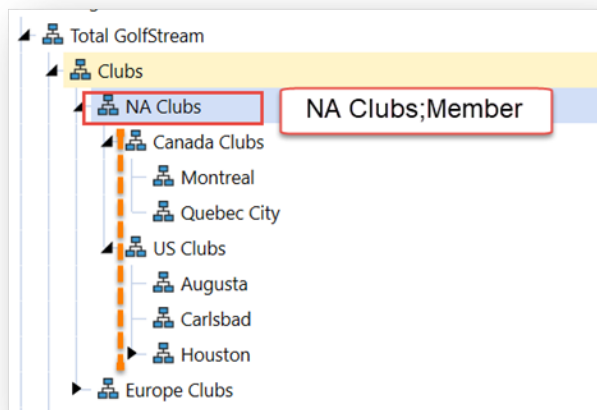 Total GolfStream
Clubs
NA Clubs
NA Clubs;Member
Canada Clubs
Montreal
Quebec City
US Clubs
Augusta
Carlsbad
Houston
Europe Clubs